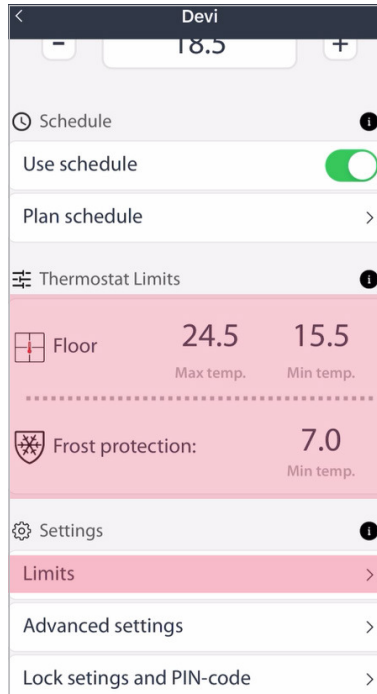 Devi
- 18.5 +
Schedule
Use schedule
Plan schedule
Thermostat Limits
Floor 24.5 15.5
Max temp. Min temp.
Frost protection: 7.0
Min temp.
Settings
Limits
Advanced settings
Lock setings and PIN-code